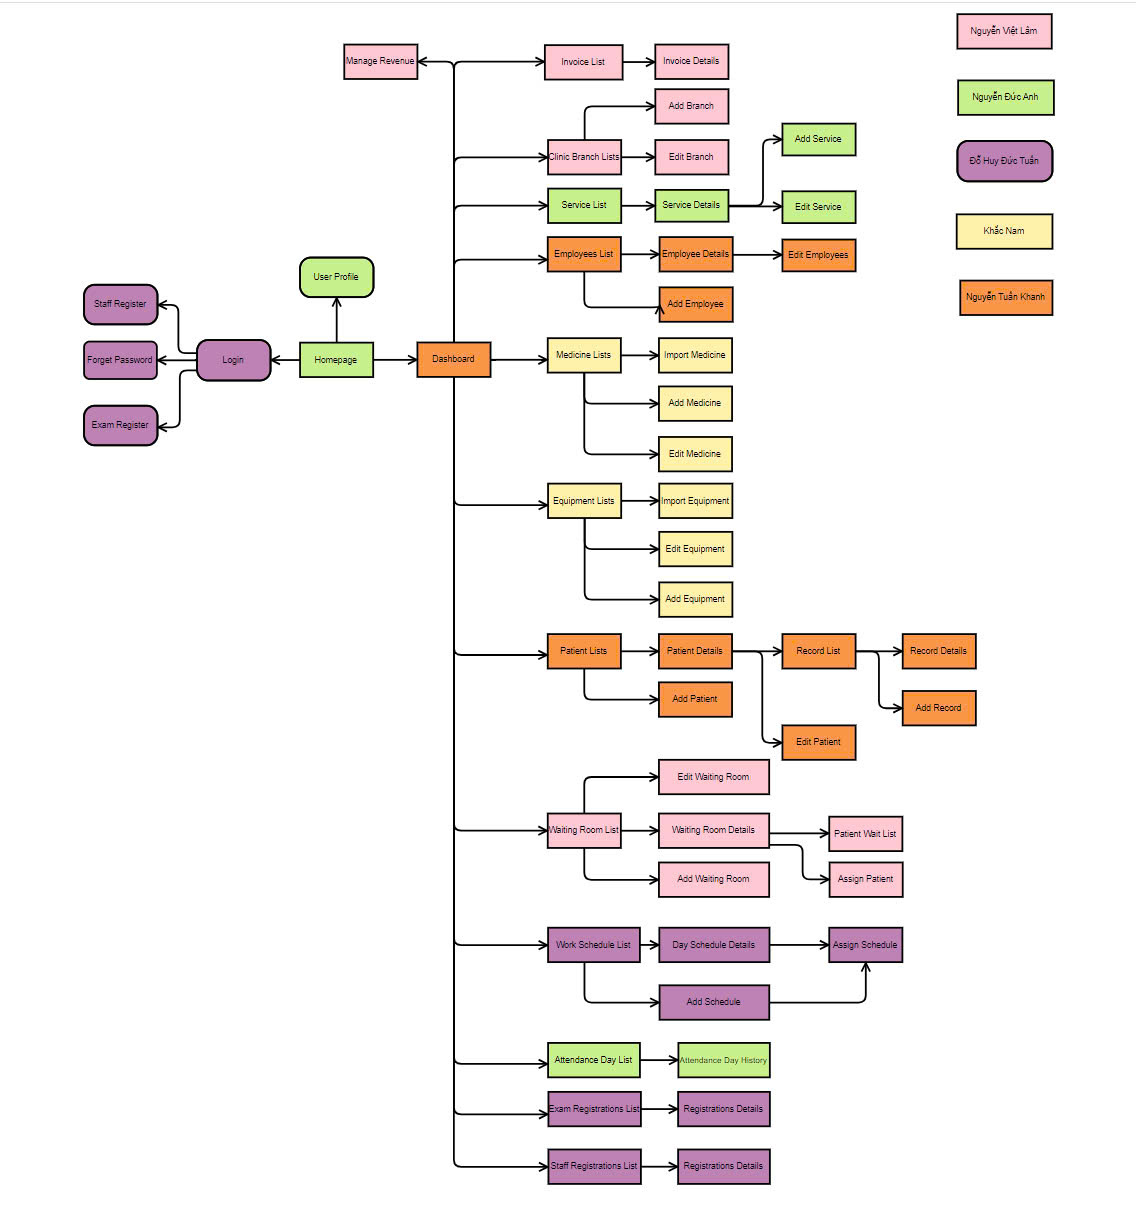 Nguyễn Việt Lâm
Manage Revenue
Invoice List
Invoice Details
Nguyễn Đức Anh
Add Branch
Add Service
Clinic Branch Lists
Edit Branch
Đỗ Huy Đức Tuấn
Service List
Service Details
Edit Service
Khắc Nam
Employees List
Employee Details
Edit Employees
User Profile
Nguyễn Tuấn Khanh
Staff Register
Add Employee
Forget Password
Login
Homepage
Dashboard
Medicine Lists
Import Medicine
Add Medicine
Exam Register
Edit Medicine
Equipment Lists
Import Equipment
Edit Equipment
Add Equipment
Patient Lists
Patient Details
Record List
Record Details
Add Patient
Add Record
Edit Patient
Edit Waiting Room
Waiting Room List
Waiting Room Details
Patient Wait List
Add Waiting Room
Assign Patient
Work Schedule List
Day Schedule Details
Assign Schedule
Add Schedule
Attendance Day List
Attendance Day History
Exam Registrations List
Registrations Details
Staff Registrations List
Registrations Details